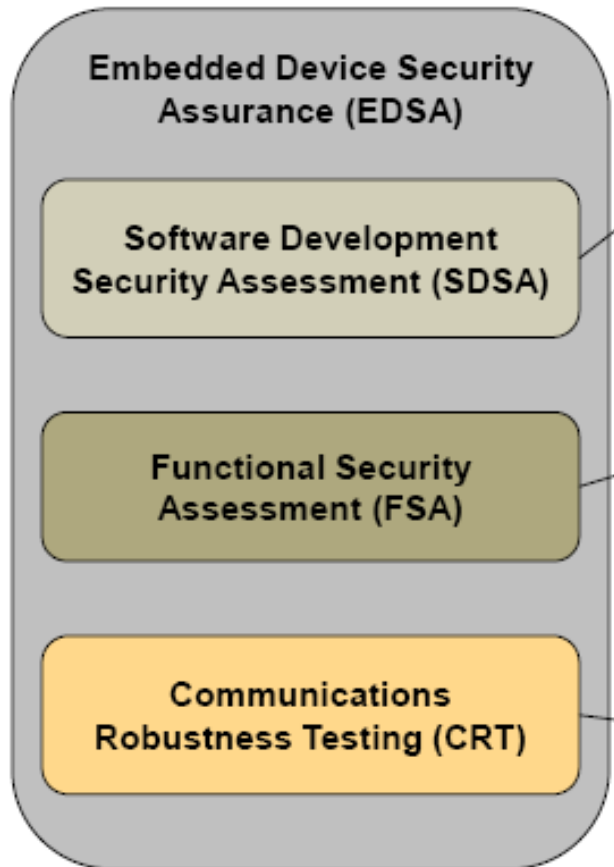 Embedded Device Security
Assurance (EDSA)
Software Development
Security Assessment (SDSA)
Functional Security
Assessment (FSA)
Communications
Robustness Testing (CRT)